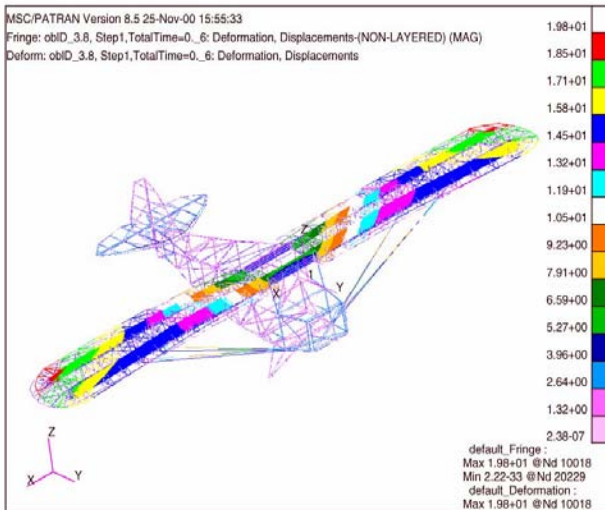 MSC/PATRAN Version 8.5 25-Nov-00 15:55:33
Fringe: oblD_3.8, Step1,TotalTime=0._6: Deformation, Displacements-(NON-LAYERED) (MAG)
Deform: oblD_3.8, Step1,TotalTime=0._6: Deformation, Displacements
1.98+01
1.85+01
1.71+01
1.58+01
1.45+01
1.32+01
1.19+01
1.05+01
9.23+00
7.91+00
6.59+00
5.27+00
3.96+00
2.64+00
1.32+00
2.38-07
Z
1
X
Y
Z
X
Y
default_Fringe :
Max 1.98+01 @Nd 10018
Min 2.22-33 @Nd 20229
default_Deformation :
Max 1.98+01 @Nd 10018